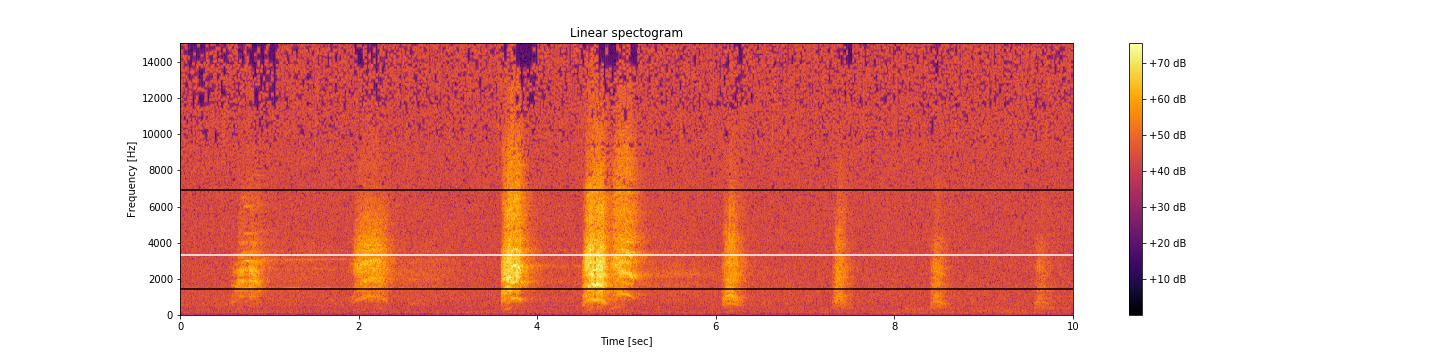 Linear spectogram
14000
12000
10000
8000
6000
4000
2000
0
Frequency [Hz]
0 2 4 6 8 10
Time [sec]
+70 dB
+60 dB
+50 dB
+40 dB
+30 dB
+20 dB
+10 dB